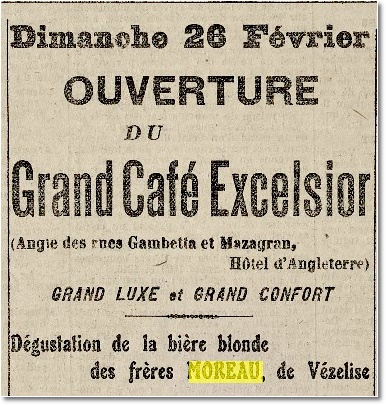 Dimanche 26 Février
OUVERTURE
DU
Grand Café Excelsior
(Angle des rues Gambetta et Mazagran,
Hôtel d'Angleterre)
GRAND LUXE et GRAND CONFORT
Dégustation de la bière blonde
des frères MOREAU, de Vézelise